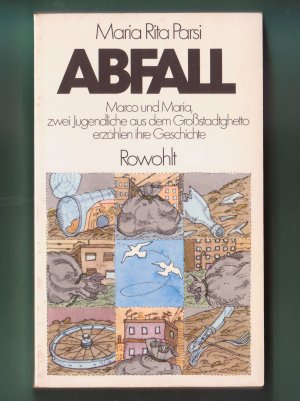 Maria Rita Parsi
ABFALL
Marco und Maria,
zwei Jugendliche aus dem Großstadtghetto
erzählen ihre Geschichte
Rowohlt